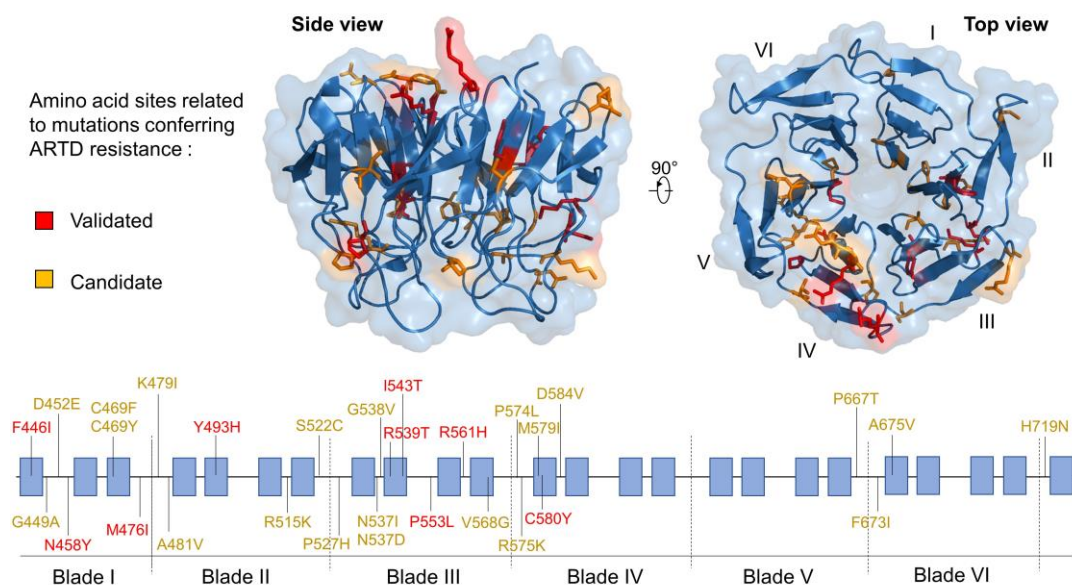 Side view
Top view
I
VI
Amino acid sites related
to mutations conferring
ARTD resistance :
90°
II
Validated
Candidate
V
III
IV
K479I
I543T
D584V
P667T
D452E
C469F
G538V
P574L
A675V
F446I
C469Y
Y493H
S522C
R539T
R561H
M579I
H719N
G449A
M476I
R515K
N537I
P553L
V568G
C580Y
F673I
N458Y
A481V
P527H
N537D
R575K
Blade I
Blade II
Blade III
Blade IV
Blade V
Blade VI